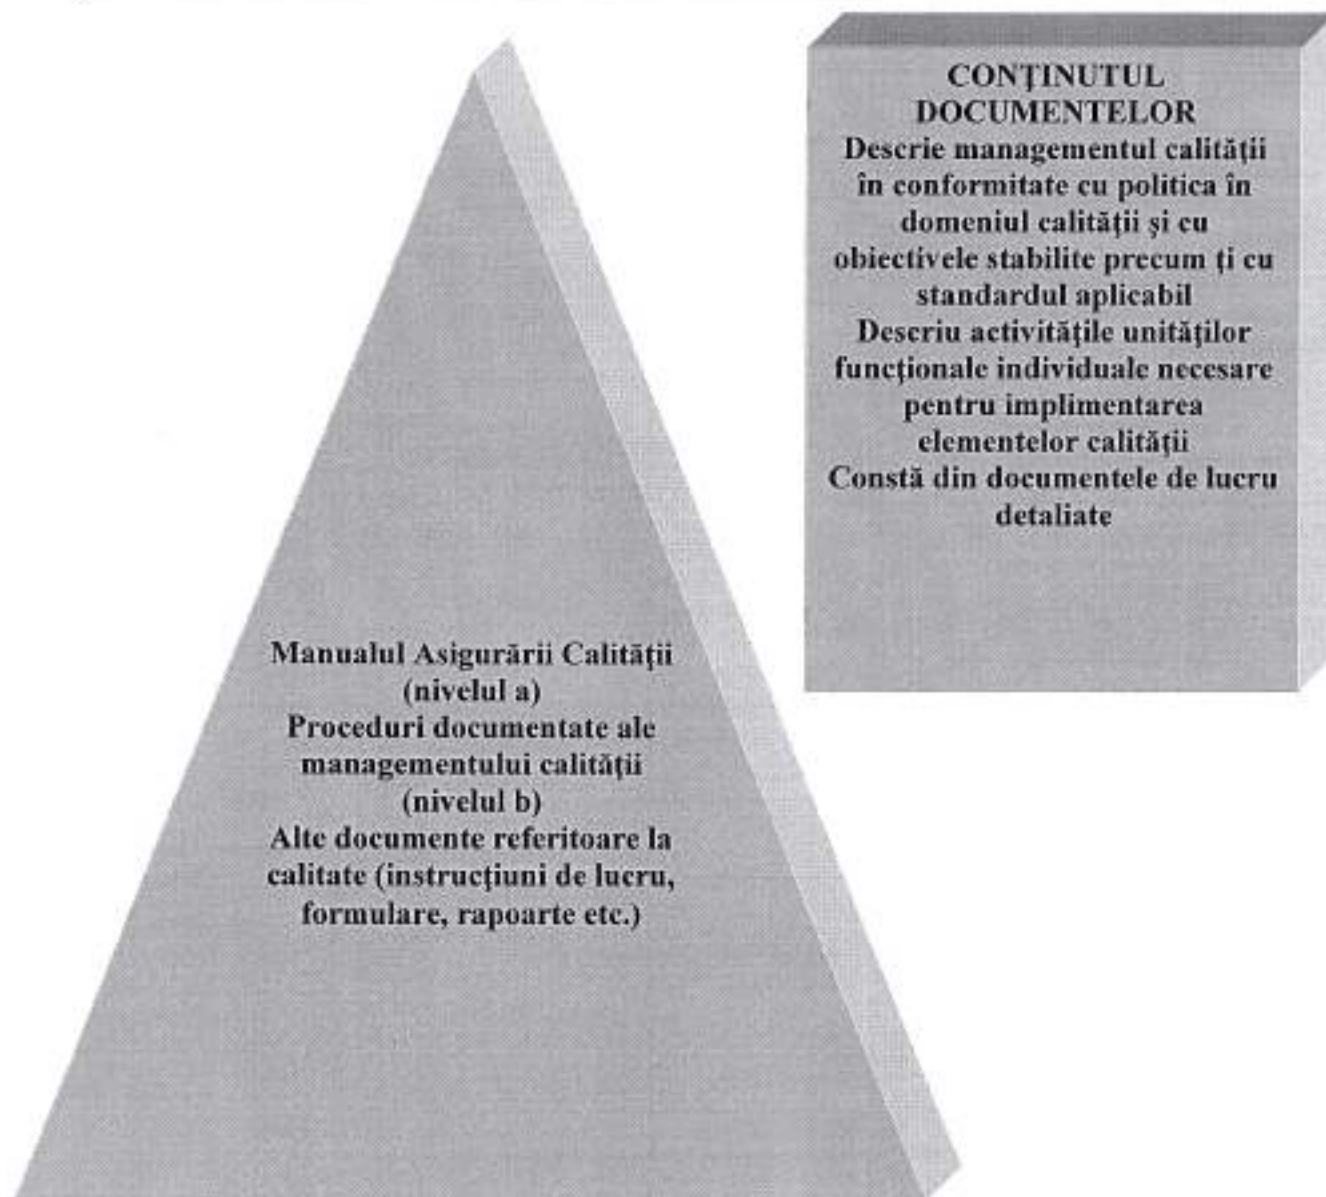 CONŢINUTUL
DOCUMENTELOR
Descrie managementul calităţii
în conformitate cu politica în
domeniul calităţii şi cu
obiectivele stabilite precum ţi cu
standardul aplicabil
Descriu activităţile unităţilor
funcţionale individuale necesare
pentru implimentarea
elementelor calităţii
Constă din documentele de lucru
detaliate
Manualul Asigurării Calităţii
(nivelul a)
Proceduri documentate ale
managementului calităţii
(nivelul b)
Alte documente referitoare la
calitate (instrucţiuni de lucru,
formulare, rapoarte etc.)